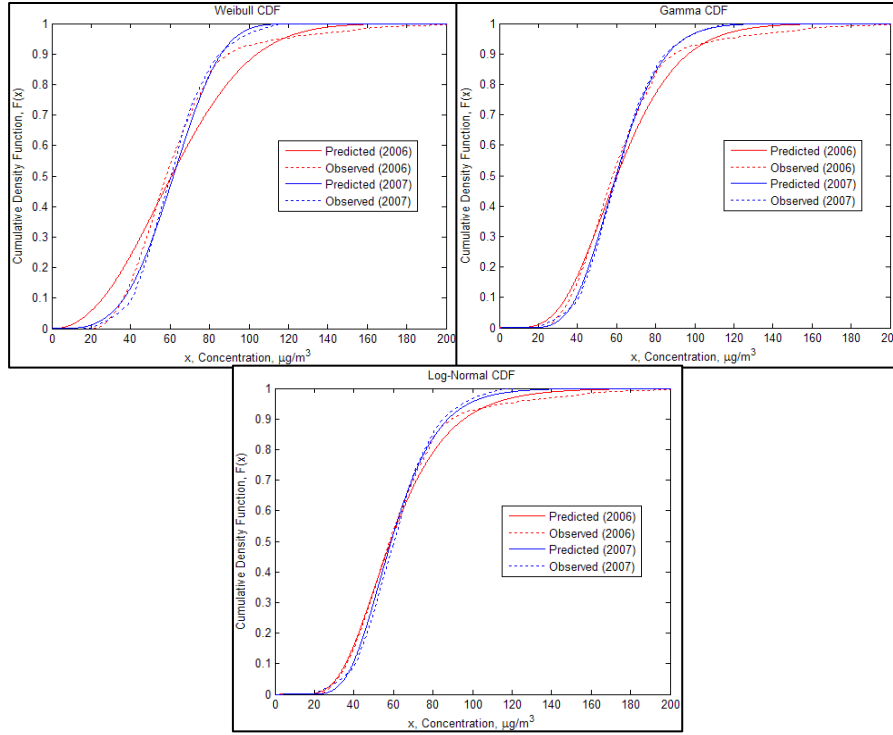 Weibull CDF
1
0.9
0.8
0.7
0.6
0.5
0.4
0.3
0.2
0.1
0
Cumulative Density Function, F(x)
Predicted (2006)
Observed (2006)
Predicted (2007)
Observed (2007)
0 20 40 60 80 100 120 140 160 180 200
x, Concentration, μg/m³
Gamma CDF
1
0.9
0.8
0.7
0.6
0.5
0.4
0.3
0.2
0.1
0
Cumulative Density Function, F(x)
Predicted (2006)
Observed (2006)
Predicted (2007)
Observed (2007)
0 20 40 60 80 100 120 140 160 180 200
x, Concentration, μg/m³
Log-Normal CDF
1
0.9
0.8
0.7
0.6
0.5
0.4
0.3
0.2
0.1
0
Cumulative Density Function, F(x)
Predicted (2006)
Observed (2006)
Predicted (2007)
Observed (2007)
0 20 40 60 80 100 120 140 160 180 200
x, Concentration, μg/m³